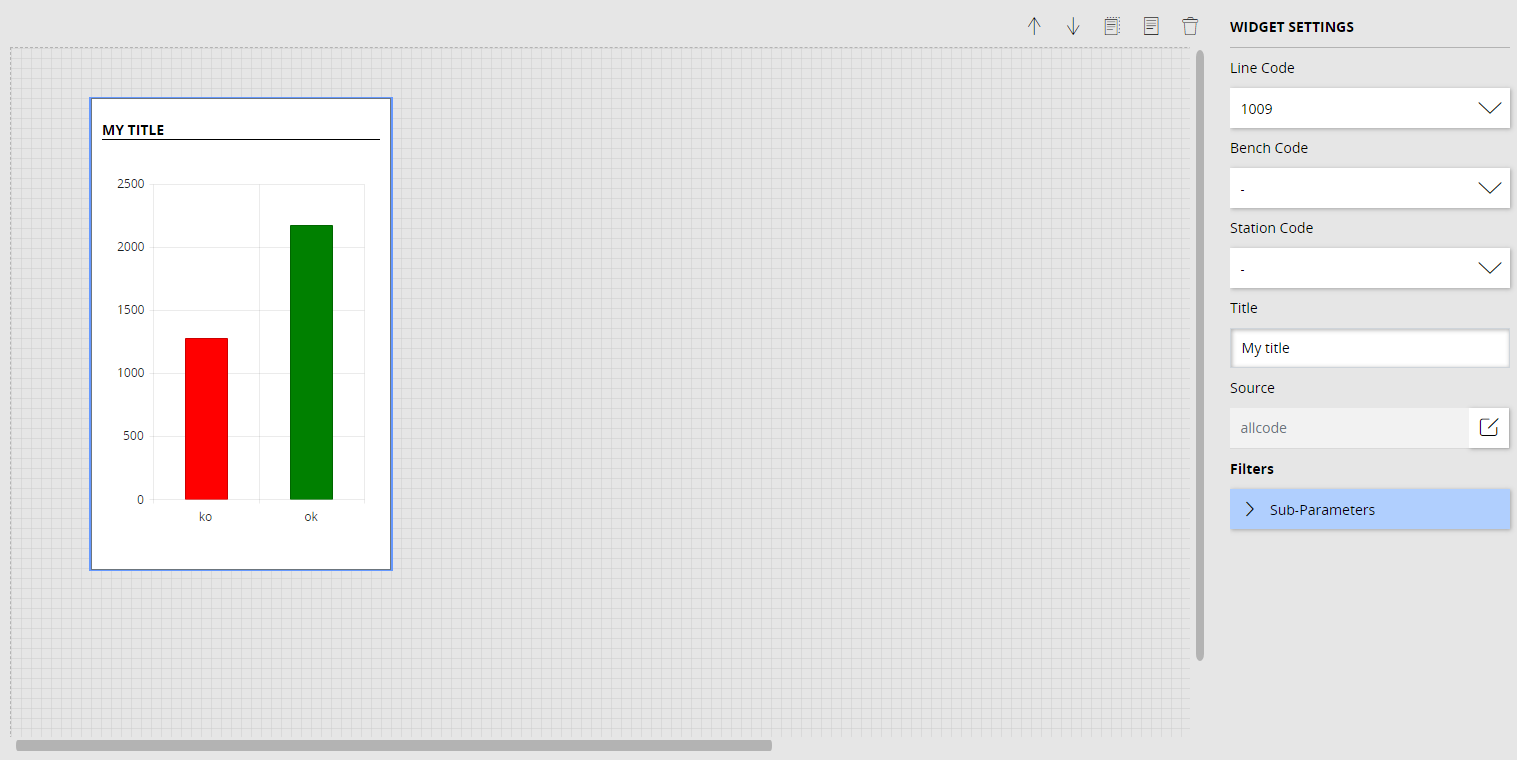 WIDGET SETTINGS
Line Code
1009
Bench Code
-
Station Code
-
Title
My title
Source
allcode
Filters
Sub-Parameters
MY TITLE
2500
2000
1500
1000
500
0
ko ok